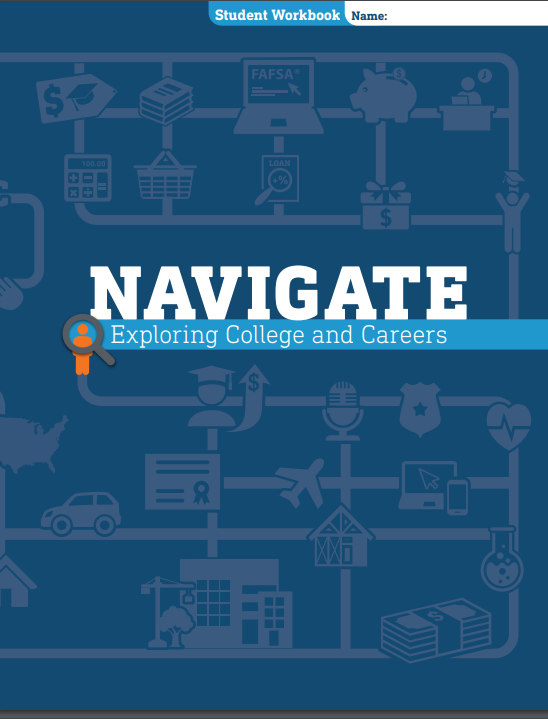 Student Workbook Name:
FAFSA®
$
$
100.00
LOAN
%
$
NAVIGATE
Exploring College and Careers
$
$